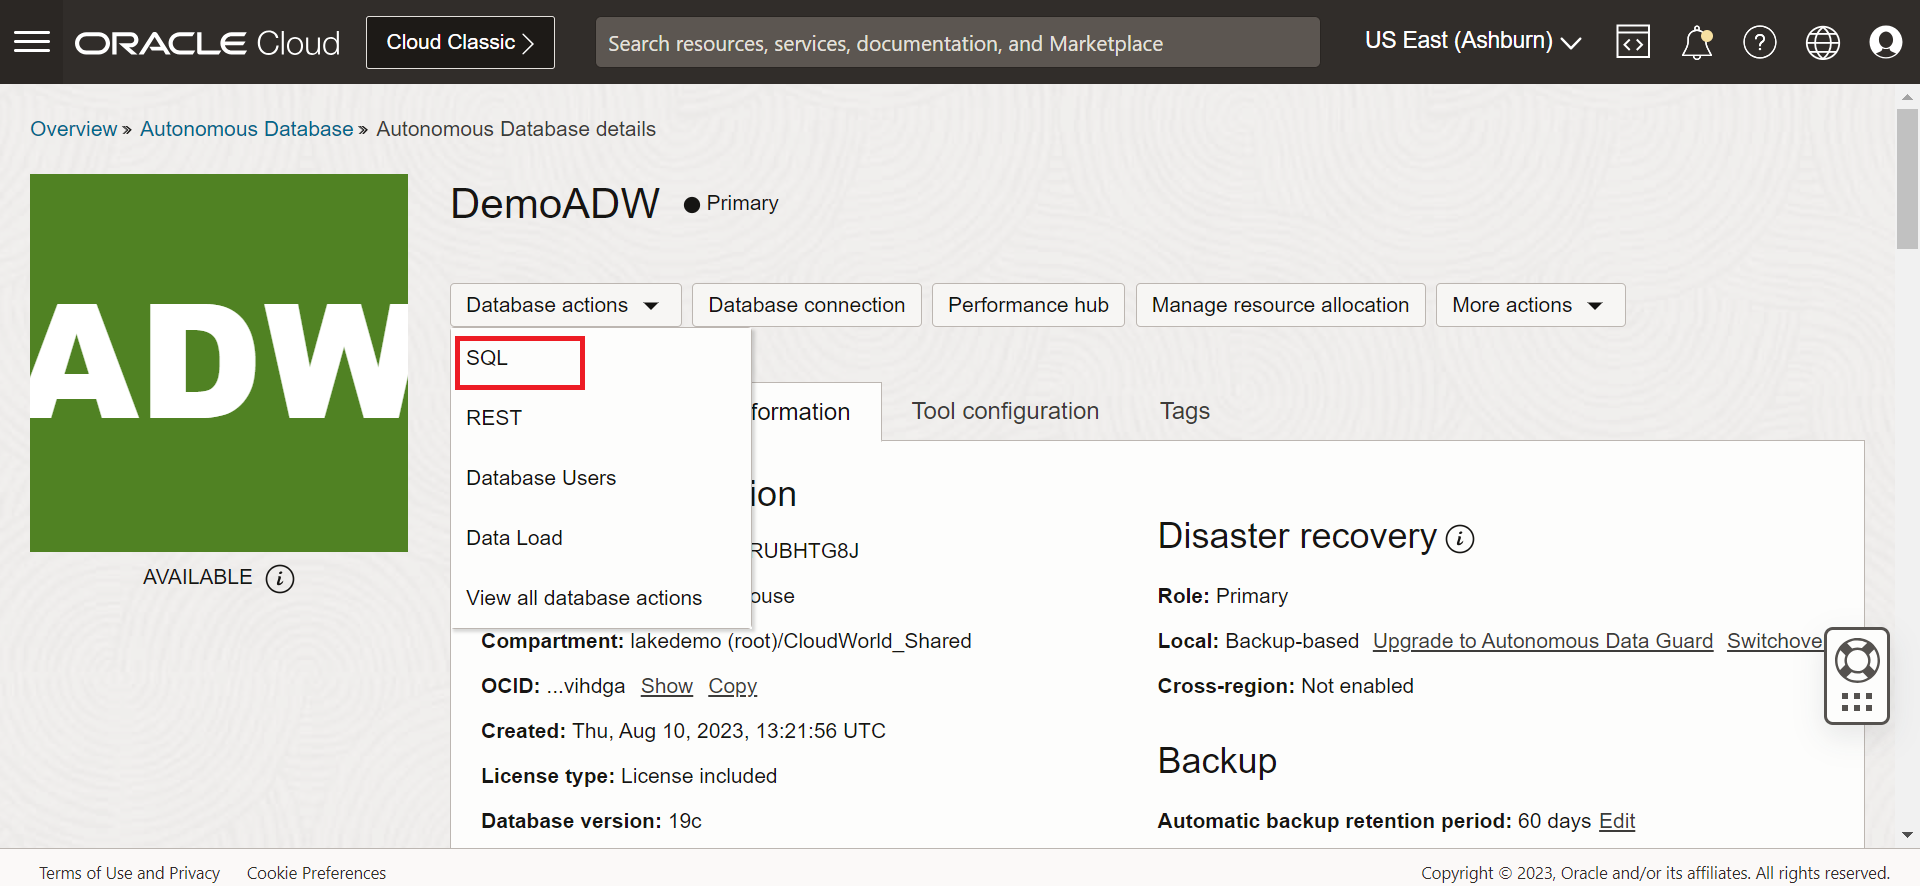 ORACLE Cloud
Cloud Classic
Search resources, services, documentation, and Marketplace
US East (Ashburn)
Overview » Autonomous Database » Autonomous Database details
ADW
AVAILABLE
DemoADW
Primary
Database actions
Database connection
Performance hub
Manage resource allocation
More actions
SQL
REST
Database Users
Data Load
View all database actions
formation
Tool configuration
Tags
ion
RUBHTG8J
ouse
Compartment: lakedemo (root)/CloudWorld_Shared
OCID: ...vihdga Show Copy
Created: Thu, Aug 10, 2023, 13:21:56 UTC
License type: License included
Database version: 19c
Disaster recovery
Role: Primary
Local: Backup-based Upgrade to Autonomous Data Guard Switchove
Cross-region: Not enabled
Backup
Automatic backup retention period: 60 days Edit
Terms of Use and Privacy
Cookie Preferences
Copyright © 2023, Oracle and/or its affiliates. All rights reserved.